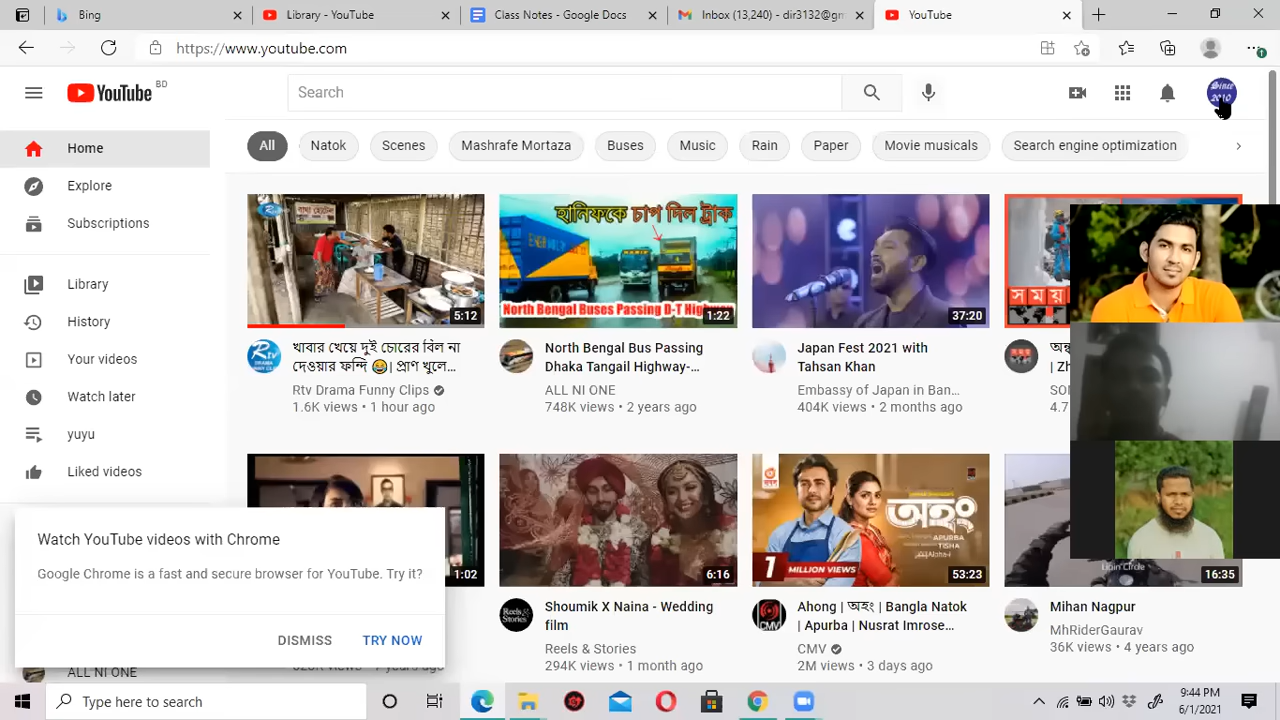 YouTube
Inbox (13,240) - dir3132@gm
YouTube - Google Docs
YouTube
https://www.youtube.com
YouTube BD
Search
Since
2010
Home
Explore
Subscriptions
Library
History
Your videos
Watch later
yuyu
Liked videos
All
Natok
Scenes
Mashrafe Mortaza
Buses
Music
Rain
Paper
Movie musicals
Search engine optimization
5:12
খাবার খেয়ে দুই চোরের বিল না
দেওয়ার ফন্দি 😂| প্রাণ খুলে...
Rtv Drama Funny Clips
1.6K views • 1 hour ago
হানিফকে চাপ দিল ট্রাক
North Bengal Buses Passing D-T Highway
1:22
North Bengal Bus Passing
Dhaka Tangail Highway-...
ALL NI ONE
748K views • 2 years ago
37:20
Japan Fest 2021 with
Tahsan Khan
Embassy of Japan in Ban...
404K views • 2 months ago
সময়
1:02
6:16
Shoumik X Naina - Wedding
film
Reels & Stories
294K views • 1 month ago
অহং
APURBA
TISHA
7 MILLION VIEWS
53:23
Ahong | অহং | Bangla Natok
| Apurba | Nusrat Imrose...
CMV
2M views • 3 days ago
16:35
Mihan Nagpur
MhRiderGaurav
36K views • 4 years ago
Watch YouTube videos with Chrome
Google Chrome is a fast and secure browser for YouTube. Try it?
DISMISS
TRY NOW
ALL NI ONE
Type here to search
9:44 PM
6/1/2021